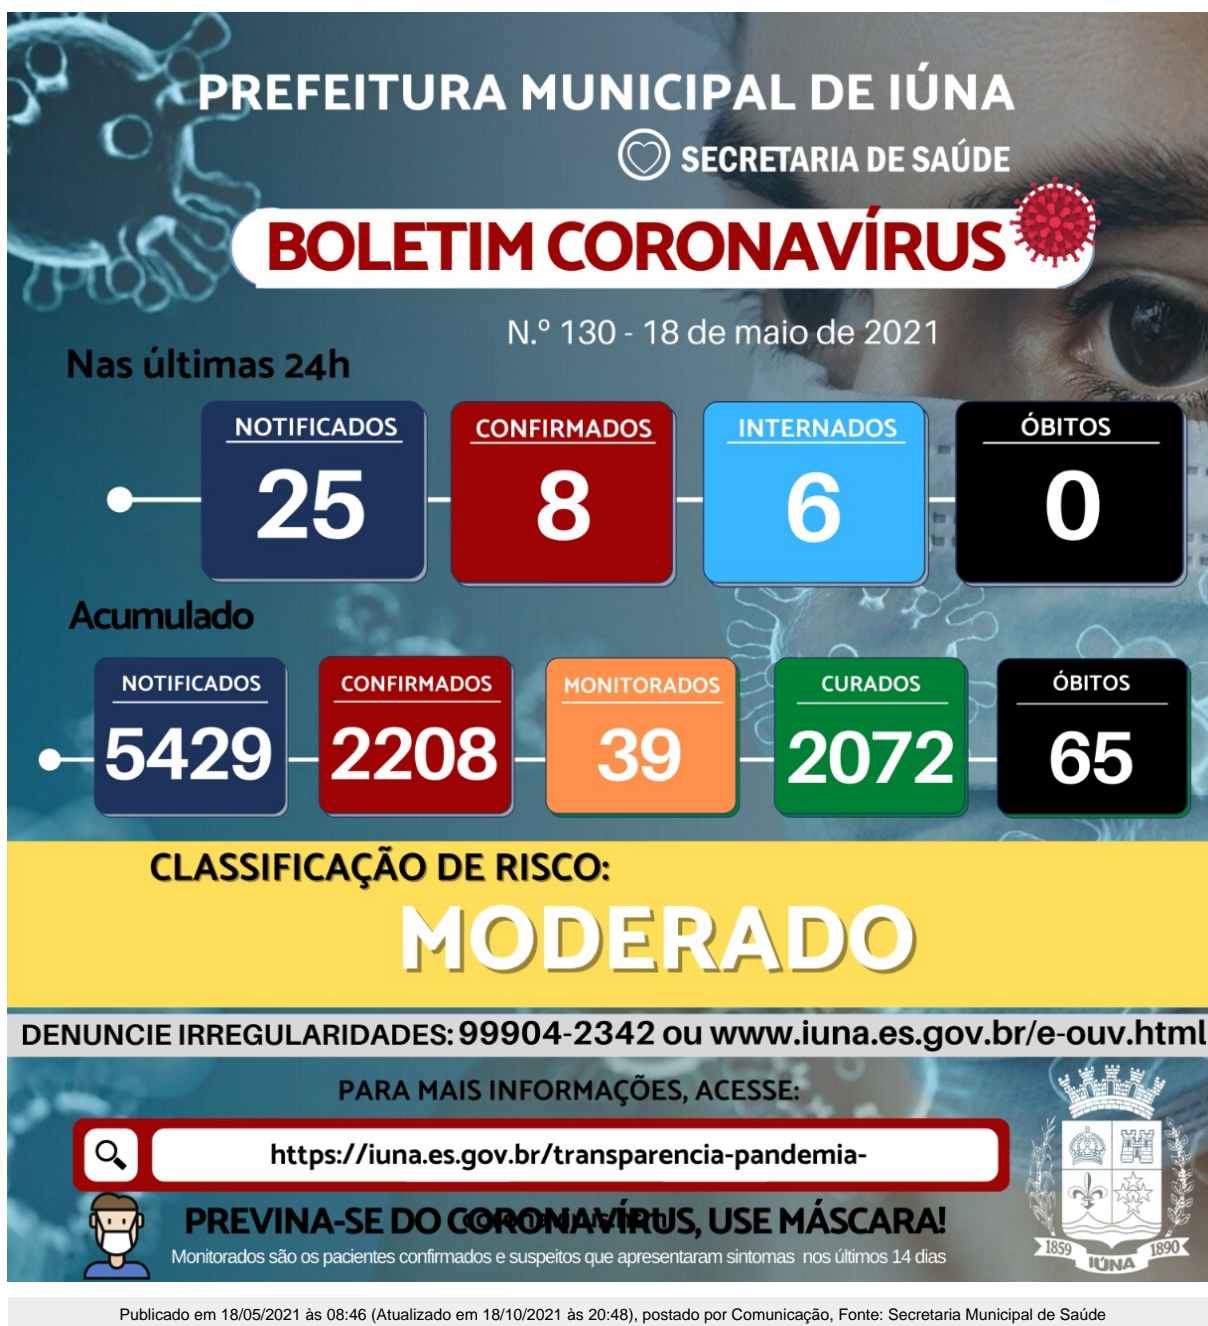 PREFEITURA MUNICIPAL DE IÚNA
SECRETARIA DE SAÚDE
BOLETIM CORONAVÍRUS
N.º 130 - 18 de maio de 2021
Nas últimas 24h
NOTIFICADOS CONFIRMADOS INTERNADOS ÓBITOS
25 8 6 0
Acumulado
NOTIFICADOS CONFIRMADOS MONITORADOS CURADOS ÓBITOS
5429 2208 39 2072 65
CLASSIFICAÇÃO DE RISCO:
MODERADO
DENUNCIE IRREGULARIDADES: 99904-2342 ou www.iuna.es.gov.br/e-ouv.html
PARA MAIS INFORMAÇÕES, ACESSE:
https://iuna.es.gov.br/transparencia-pandemia-
PREVINA-SE DO CORONAVÍRUS, USE MÁSCARA!
Monitorados são os pacientes confirmados e suspeitos que apresentaram sintomas nos últimos 14 dias
1859 IÚNA 1890
Publicado em 18/05/2021 às 08:46 (Atualizado em 18/10/2021 às 20:48), postado por Comunicação, Fonte: Secretaria Municipal de Saúde